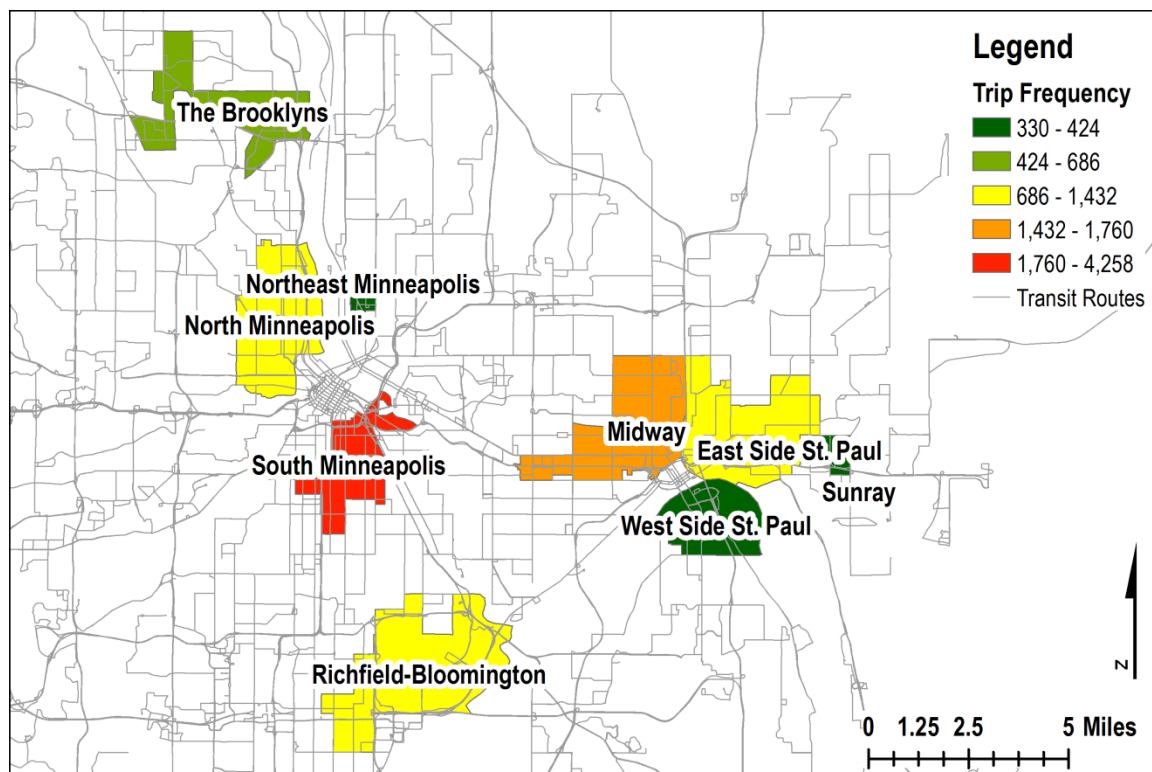 Legend
Trip Frequency
330 - 424
424 - 686
686 - 1,432
1,432 - 1,760
1,760 - 4,258
Transit Routes
The Brooklyns
Northeast Minneapolis
North Minneapolis
Midway
East Side St. Paul
South Minneapolis
Sunray
West Side St. Paul
Richfield-Bloomington
N
0 1.25 2.5 5 Miles